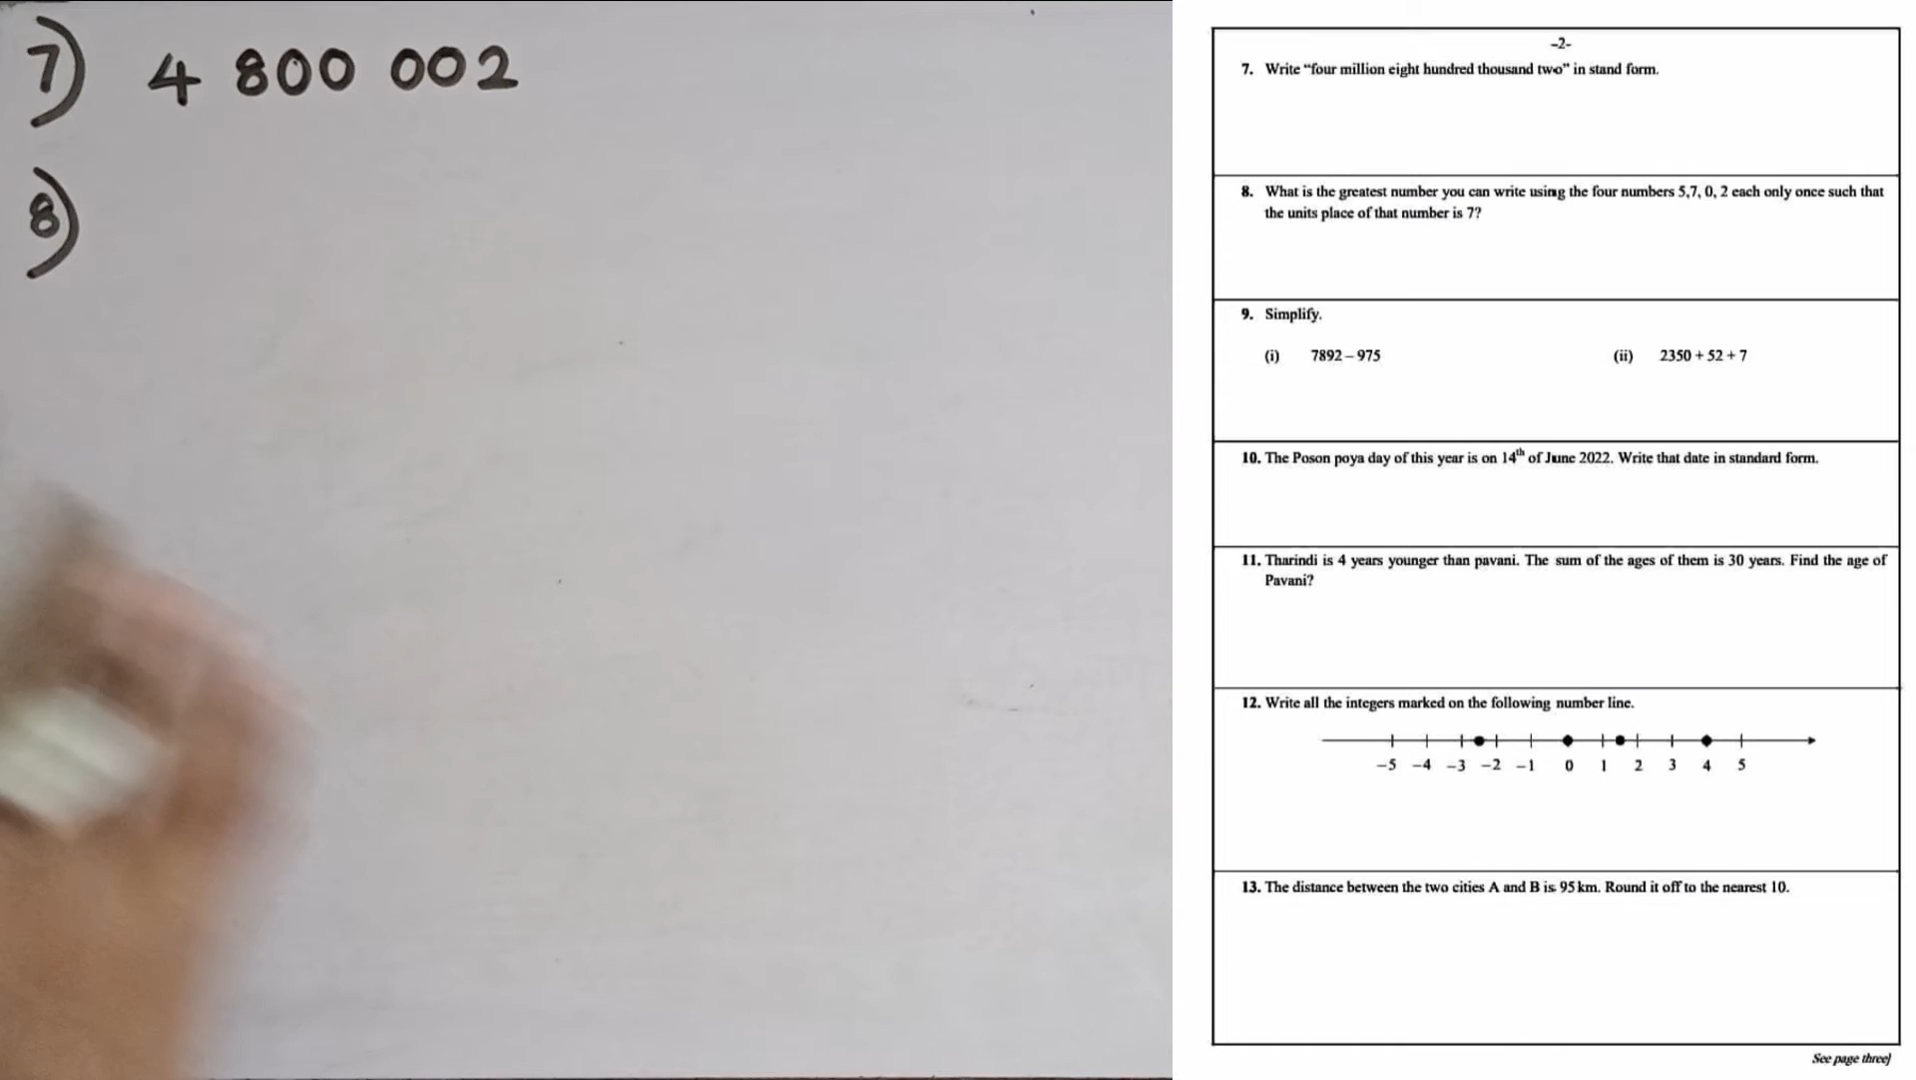 7) 4 800 002
8)
-2-
7. Write “four million eight hundred thousand two” in stand form.
8. What is the greatest number you can write using the four numbers 5,7, 0, 2 each only once such that
the units place of that number is 7?
9. Simplify.
(i) 7892 – 975 (ii) 2350 + 52 + 7
10. The Poson poya day of this year is on 14th of June 2022. Write that date in standard form.
11. Tharindi is 4 years younger than pavani. The sum of the ages of them is 30 years. Find the age of
Pavani?
12. Write all the integers marked on the following number line.
–5 –4 –3 –2 –1 0 1 2 3 4 5
13. The distance between the two cities A and B is 95 km. Round it off to the nearest 10.
See page three]